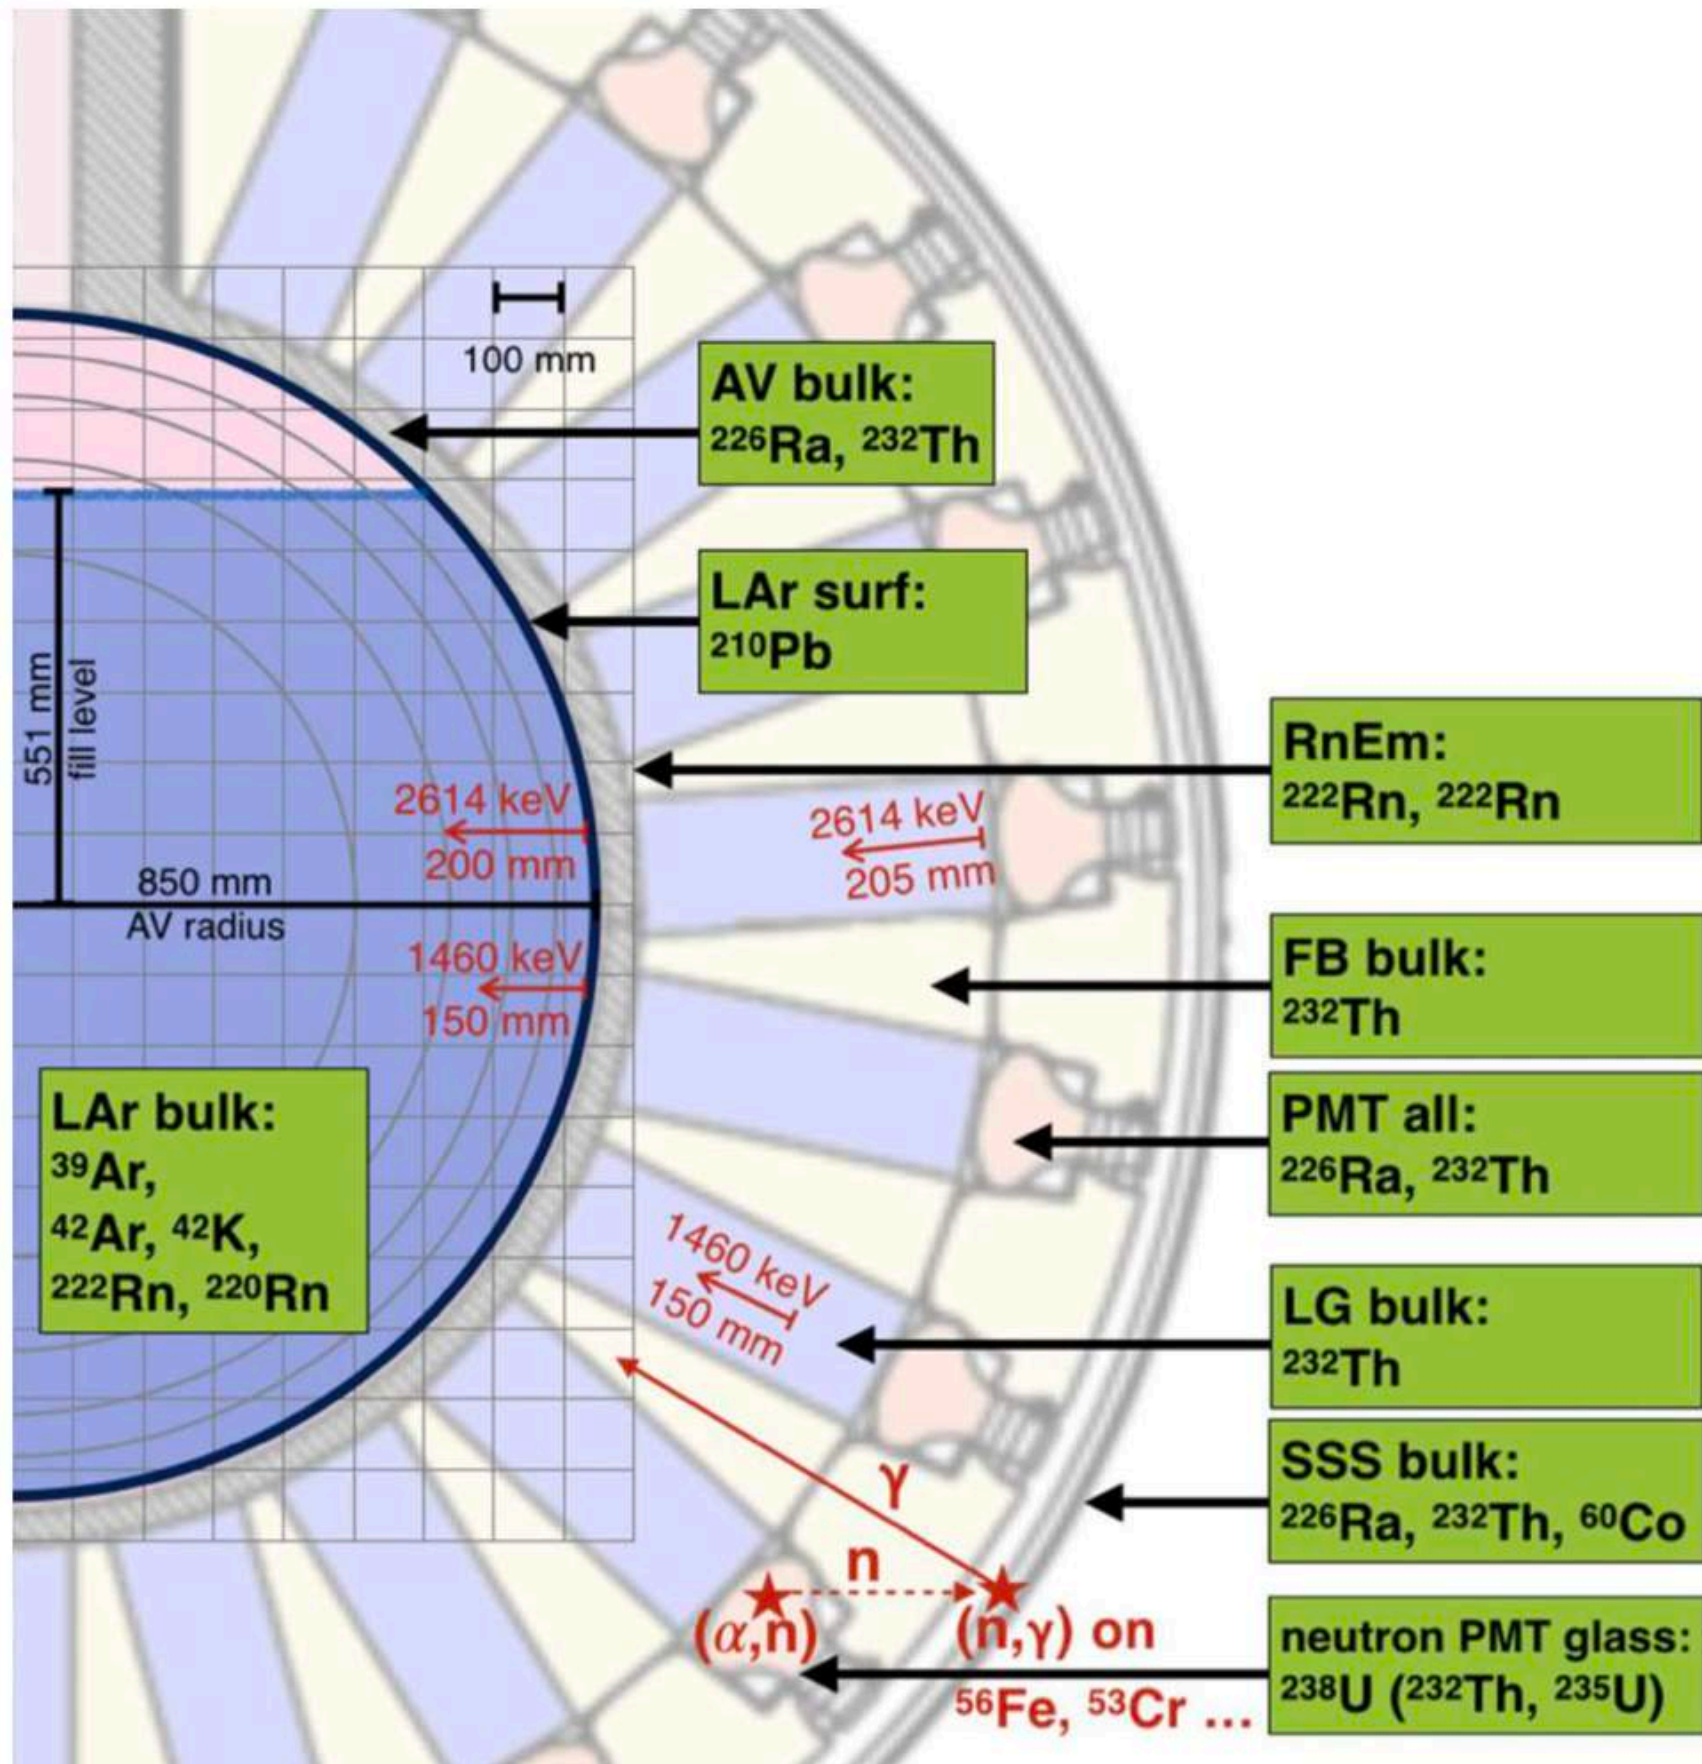 100 mm
AV bulk:
²²⁶Ra, ²³²Th
LAr surf:
²¹⁰Pb
551 mm
fill level
RnEm:
²²²Rn, ²²²Rn
2614 keV
200 mm
2614 keV
205 mm
850 mm
AV radius
1460 keV
150 mm
FB bulk:
²³²Th
LAr bulk:
³⁹Ar,
⁴²Ar, ⁴²K,
²²²Rn, ²²⁰Rn
PMT all:
²²⁶Ra, ²³²Th
1460 keV
150 mm
LG bulk:
²³²Th
SSS bulk:
²²⁶Ra, ²³²Th, ⁶⁰Co
γ
n
(α,n)
(n,γ) on
⁵⁶Fe, ⁵³Cr ...
neutron PMT glass:
²³⁸U (²³²Th, ²³⁵U)